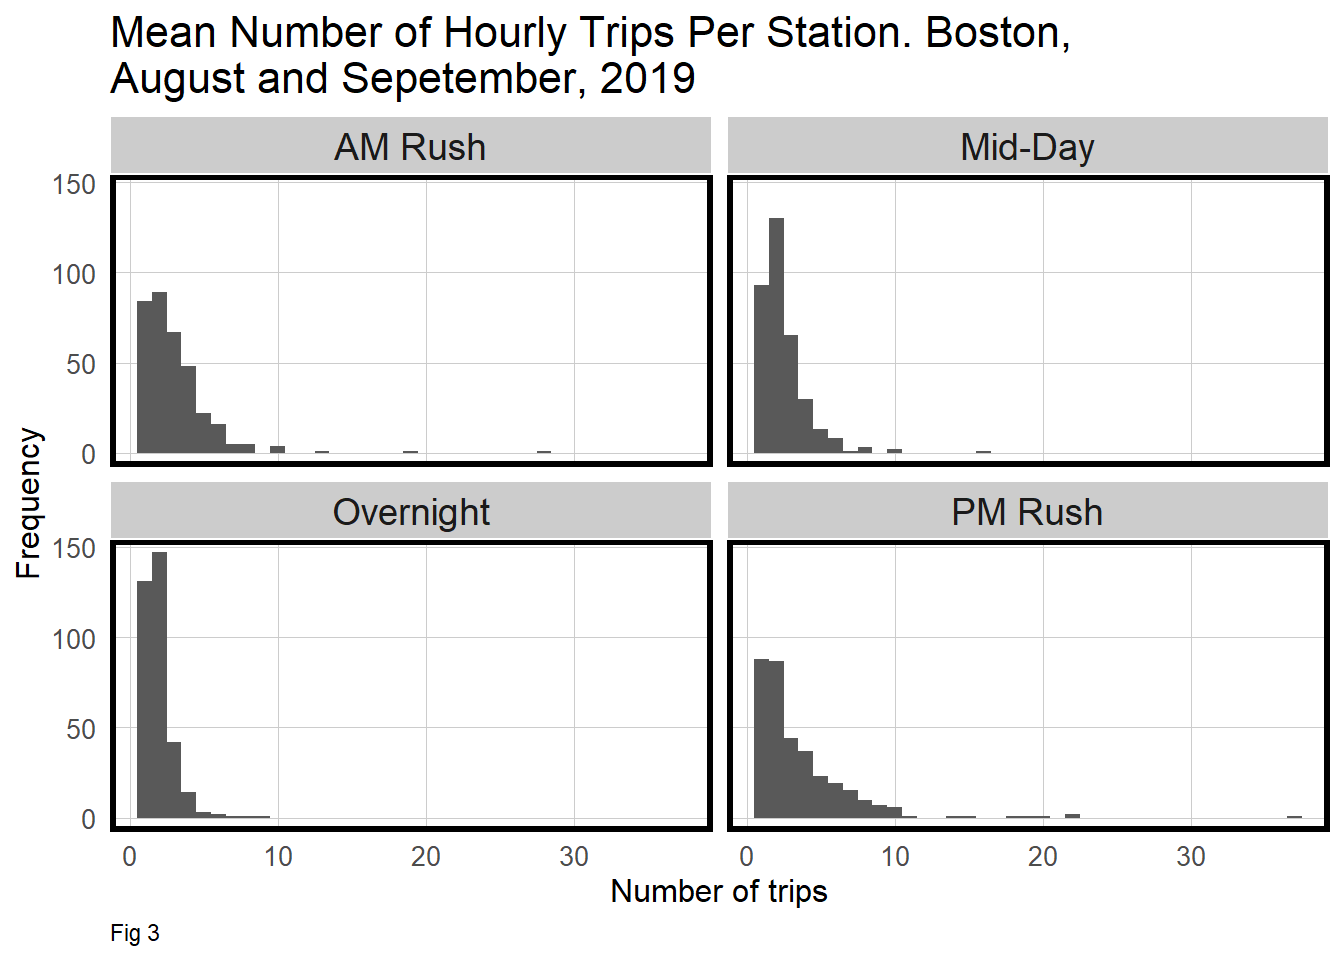 Mean Number of Hourly Trips Per Station. Boston,
August and Sepetember, 2019
AM Rush
Mid-Day
150
100
50
0
Frequency
Overnight
PM Rush
150
100
50
0
0 10 20 30
0 10 20 30
Number of trips
Fig 3